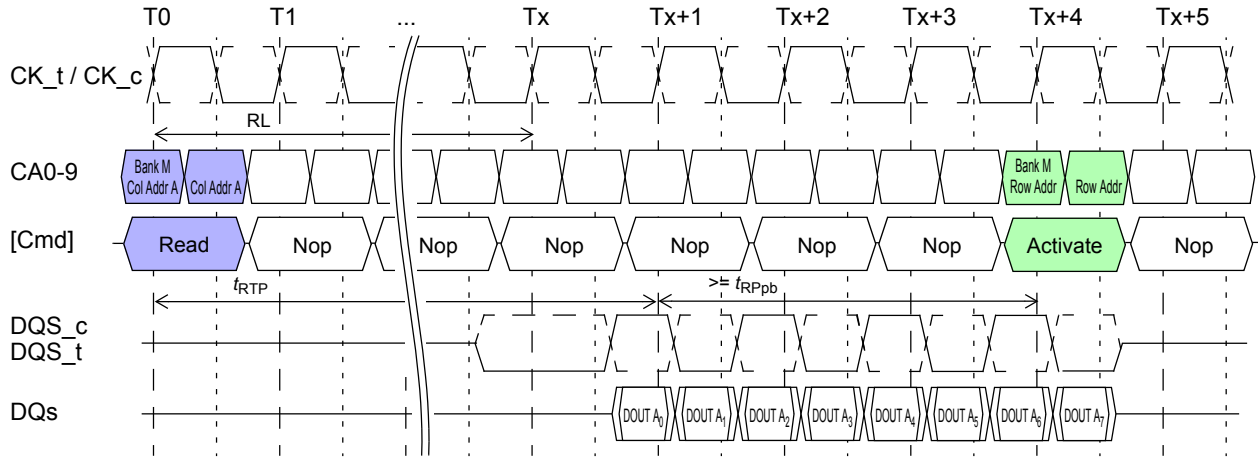 T0 T1 ... Tx Tx+1 Tx+2 Tx+3 Tx+4 Tx+5
CK_t / CK_c
RL
CA0-9 Bank M Col Addr A Col Addr A Bank M Row Addr Row Addr
[Cmd] Read Nop Nop Nop Nop Nop Nop Activate Nop
tRTP >= tRPpb
DQS_c
DQS_t
DQs DOUT A0 DOUT A1 DOUT A2 DOUT A3 DOUT A4 DOUT A5 DOUT A6 DOUT A7